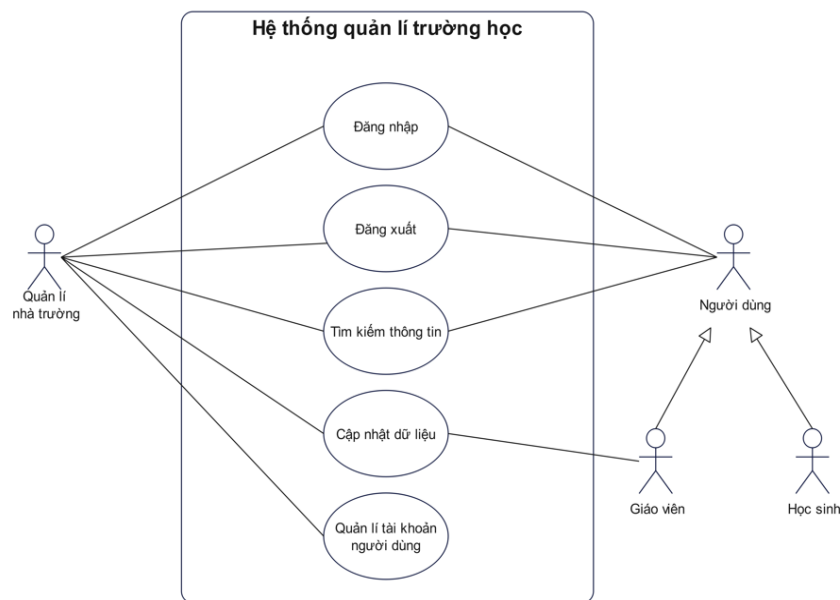 Hệ thống quản lí trường học
Đăng nhập
Đăng xuất
Quản lí
nhà trường
Người dùng
Tìm kiếm thông tin
Cập nhật dữ liệu
Giáo viên
Học sinh
Quản lí tài khoản
người dùng